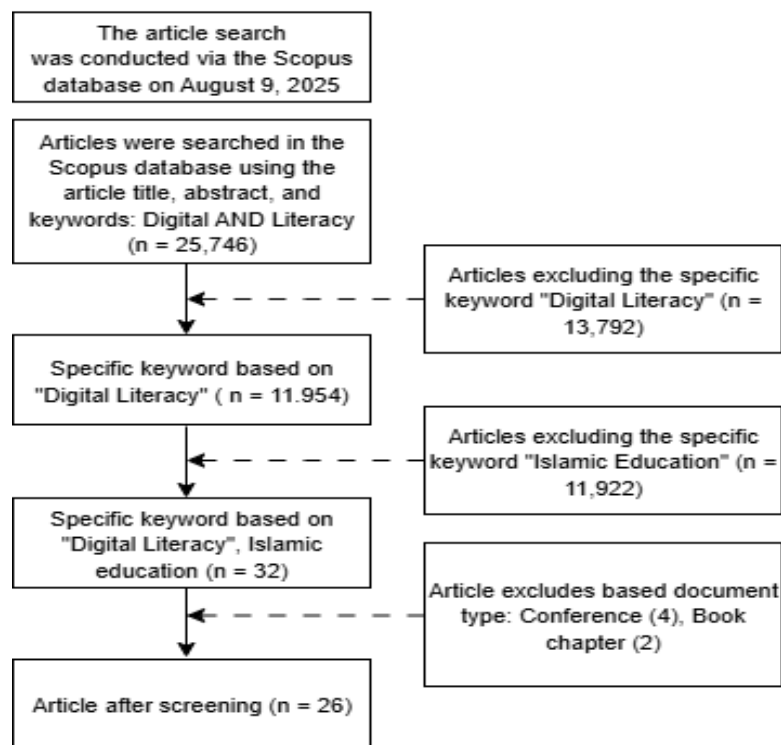 The article search
was conducted via the Scopus
database on August 9, 2025
Articles were searched in the
Scopus database using the
article title, abstract, and
keywords: Digital AND Literacy
(n = 25,746)
Articles excluding the specific
keyword "Digital Literacy" (n =
13,792)
Specific keyword based on
"Digital Literacy" ( n = 11.954)
Articles excluding the specific
keyword "Islamic Education" (n =
11,922)
Specific keyword based on
"Digital Literacy", Islamic
education (n = 32)
Article excludes based document
type: Conference (4), Book
chapter (2)
Article after screening (n = 26)